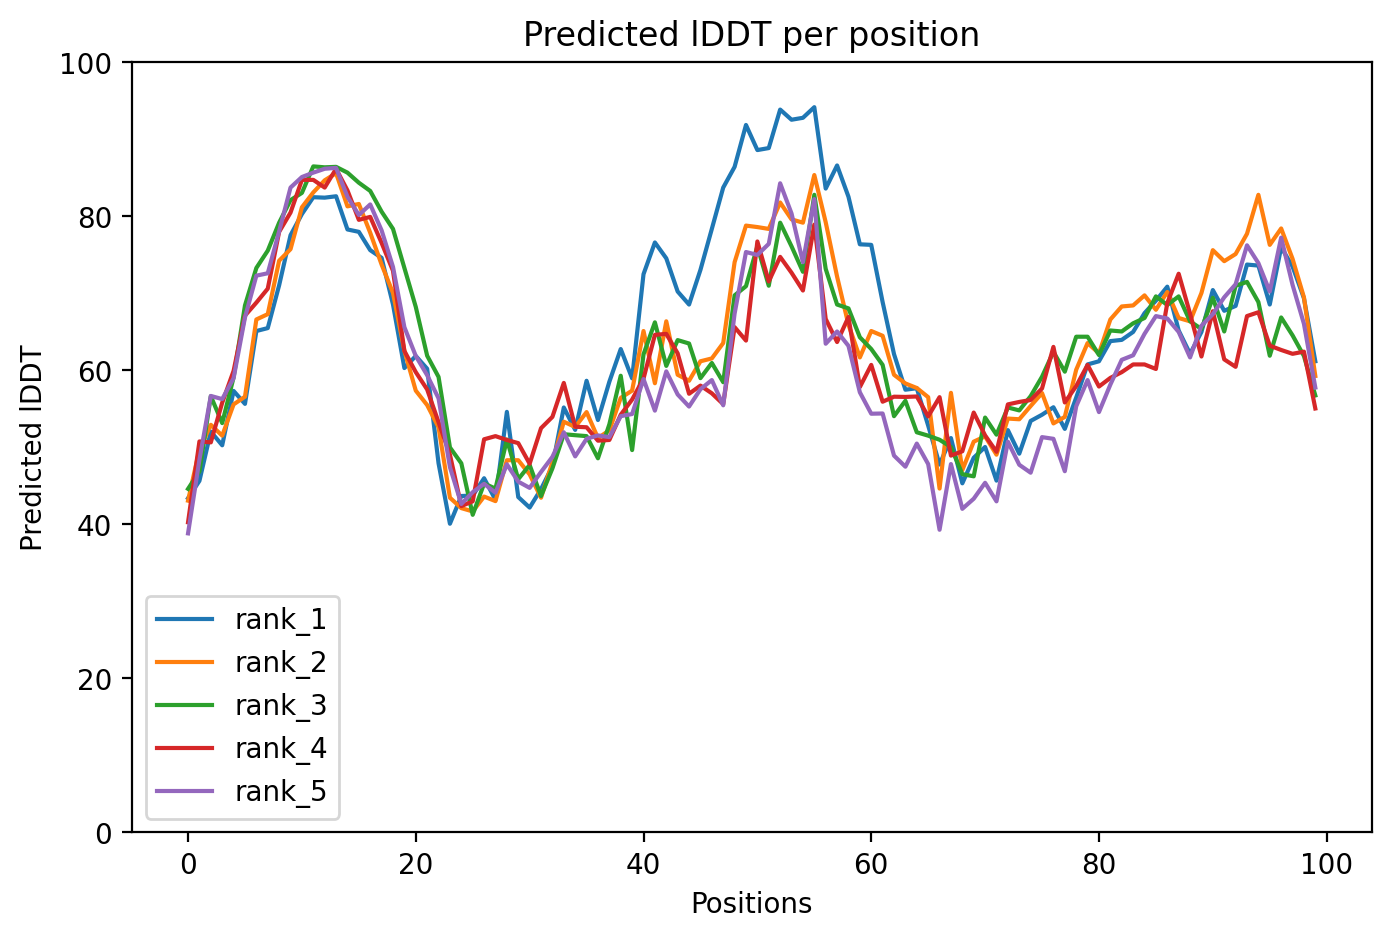 Predicted lDDT per position
100
80
60
40
20
0
Predicted lDDT
rank_1
rank_2
rank_3
rank_4
rank_5
0 20 40 60 80 100
Positions